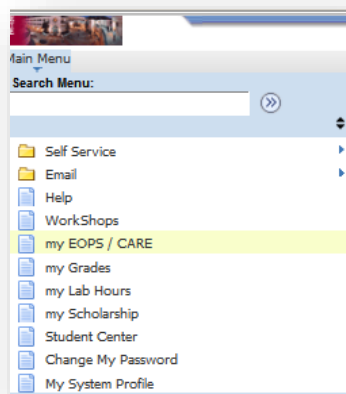 Main Menu
Search Menu:
Self Service
Email
Help
WorkShops
my EOPS / CARE
my Grades
my Lab Hours
my Scholarship
Student Center
Change My Password
My System Profile